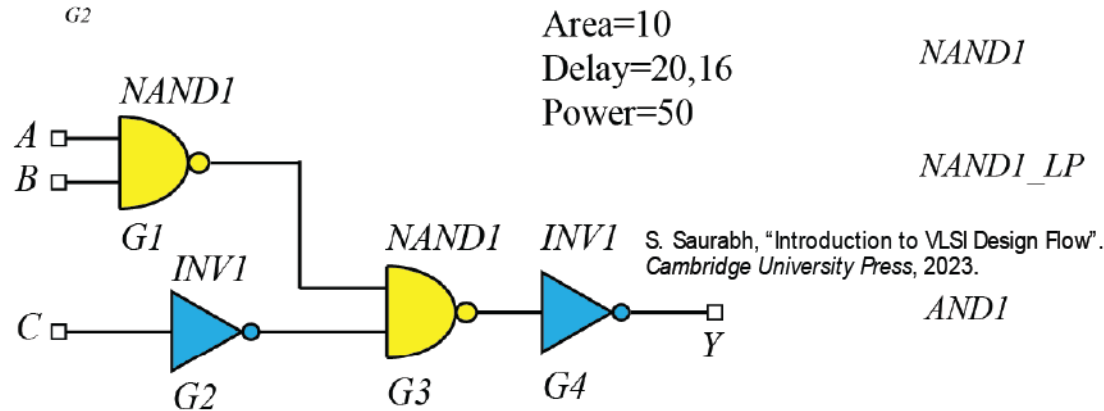 G2
Area=10
Delay=20,16
Power=50
NAND1
NAND1
A
B
G1
NAND1_LP
NAND1
INV1
S. Saurabh, “Introduction to VLSI Design Flow”.
Cambridge University Press, 2023.
INV1
AND1
C
Y
G2
G3
G4